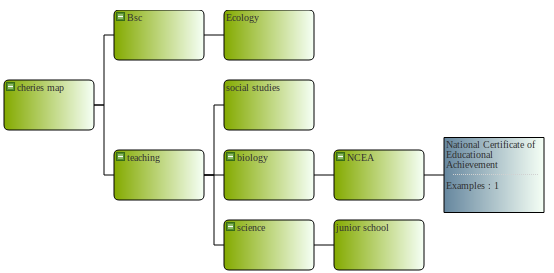 Bsc
Ecology
cheries map
social studies
teaching
biology
NCEA
National Certificate of
Educational
Achievement
Examples : 1
science
junior school